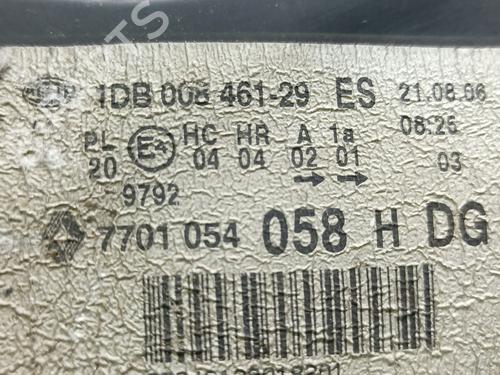 1DB 008 461-29 ES 21.08.06
PL HC HR A 1a 08:26
20 04 04 02 01 03
9792
7701 054 058 H DG